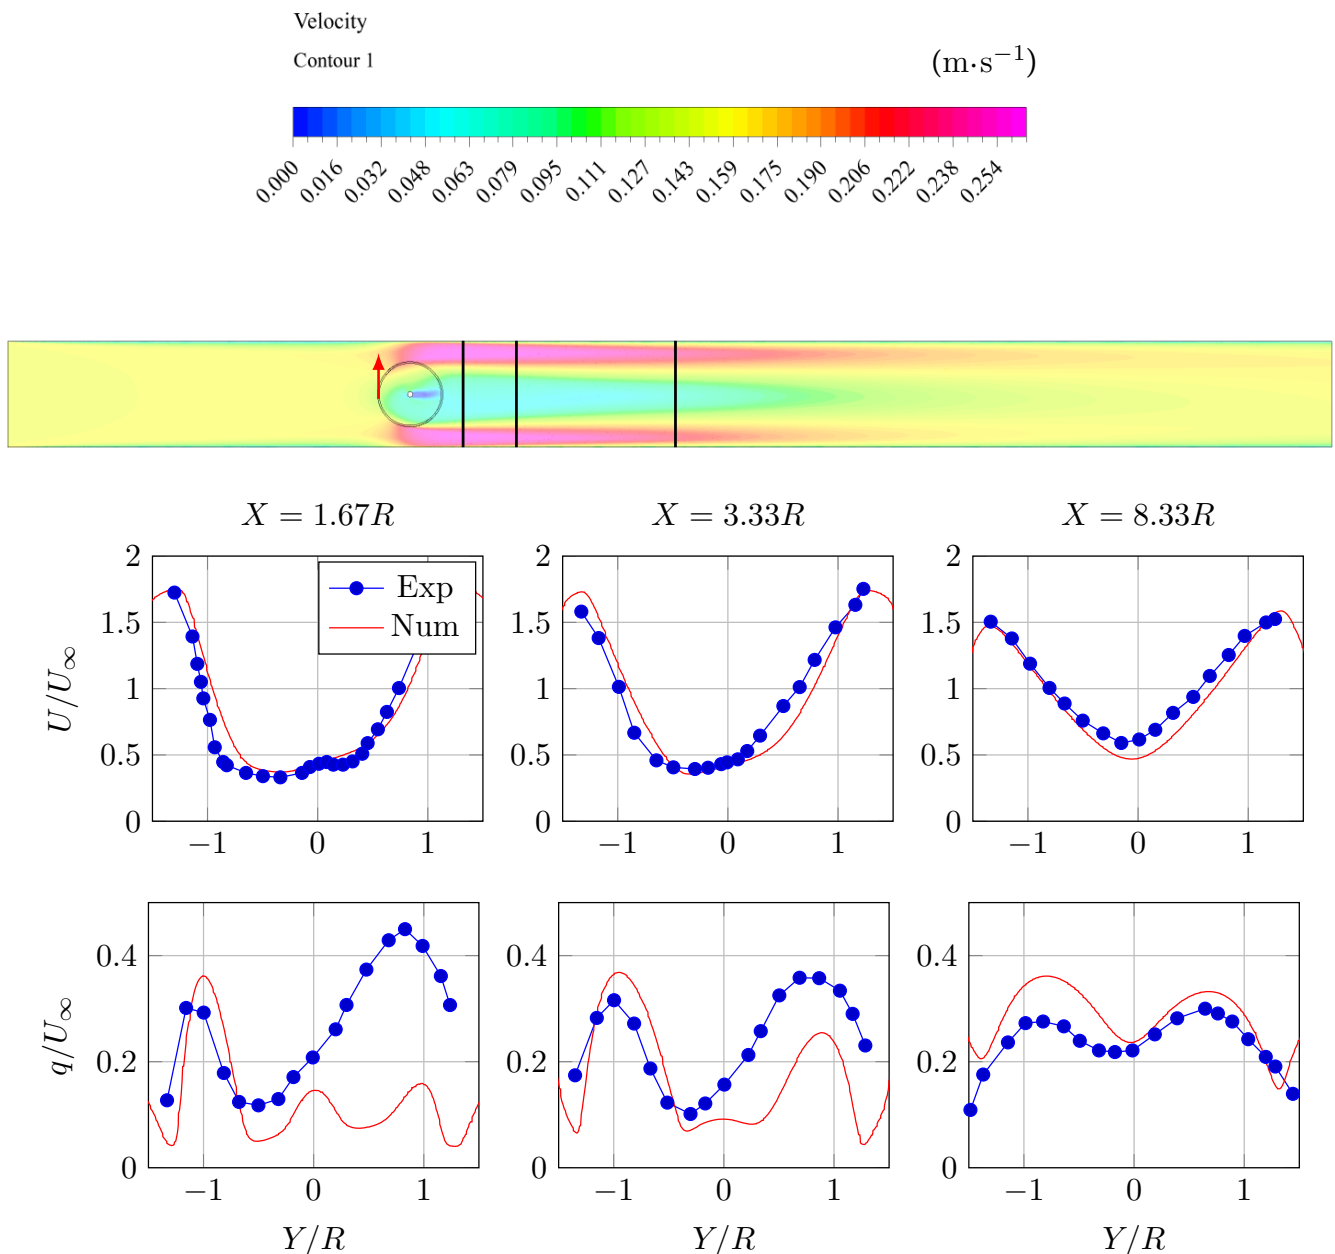 Velocity
Contour 1
(m·s⁻¹)
0.000 0.016 0.032 0.048 0.063 0.079 0.095 0.111 0.127 0.143 0.159 0.175 0.190 0.206 0.222 0.238 0.254
X = 1.67R X = 3.33R X = 8.33R
2 2 2
Exp
1.5 1.5 1.5
Num
U/U∞
1 1 1
0.5 0.5 0.5
0 0 0
−1 0 1 −1 0 1 −1 0 1
0.4 0.4 0.4
q/U∞
0.2 0.2 0.2
0 0 0
−1 0 1 −1 0 1 −1 0 1
Y/R Y/R Y/R